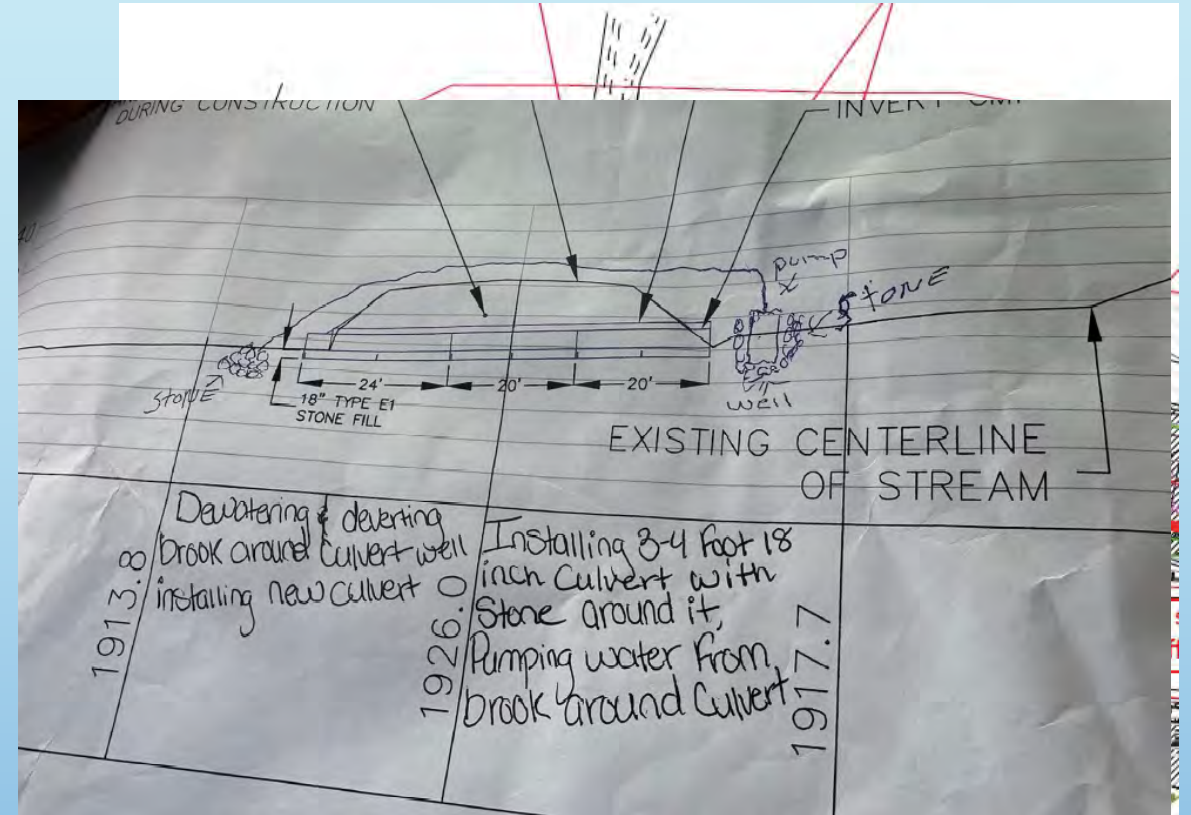 DURING CONSTRUCTION
INVERT
40'
pump
STONE
STONE
24'
20'
20'
18" TYPE E1
STONE FILL
well
EXISTING CENTERLINE
OF STREAM
1913.8
Dewatering & deverting
brook around Culvert well
installing new culvert
1926.0
Installing 3-4 Foot 18
inch Culvert with
Stone around it,
Pumping water From
brook around Culvert
1917.7